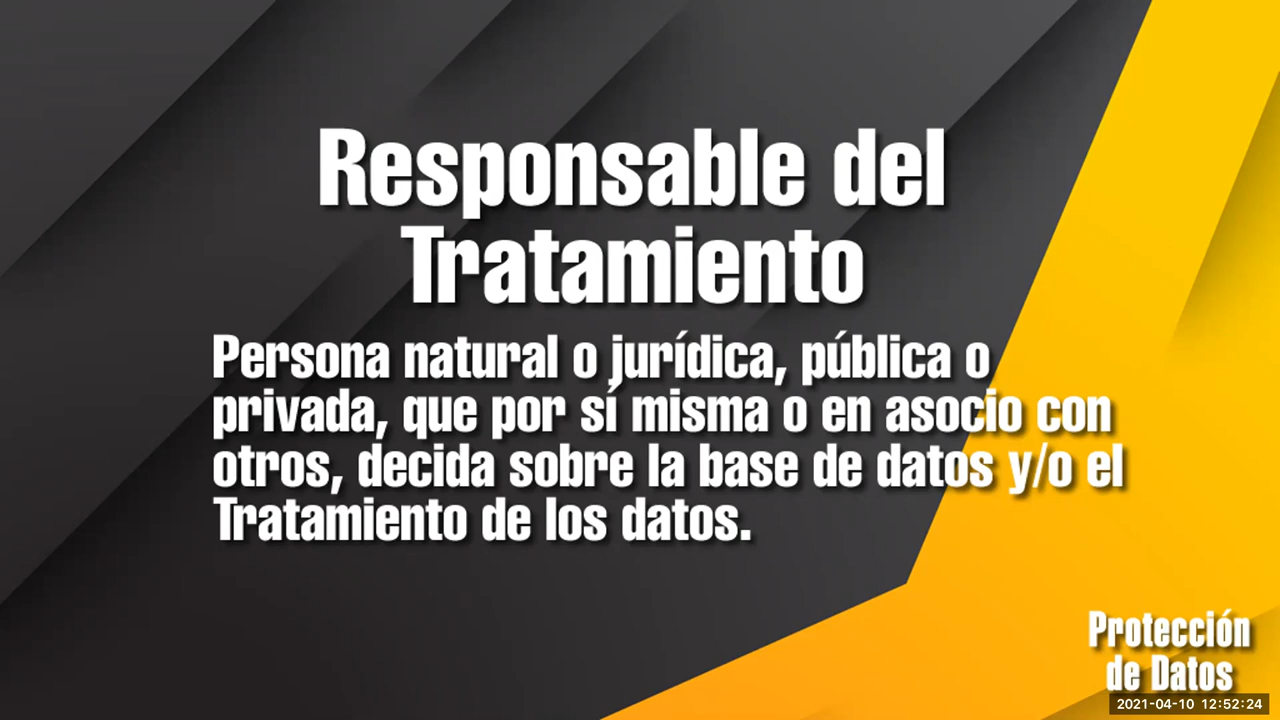 Responsable del
Tratamiento
Persona natural o jurídica, pública o
privada, que por sí misma o en asocio con
otros, decida sobre la base de datos y/o el
Tratamiento de los datos.
Protección
de Datos
2021-04-10 12:52:24